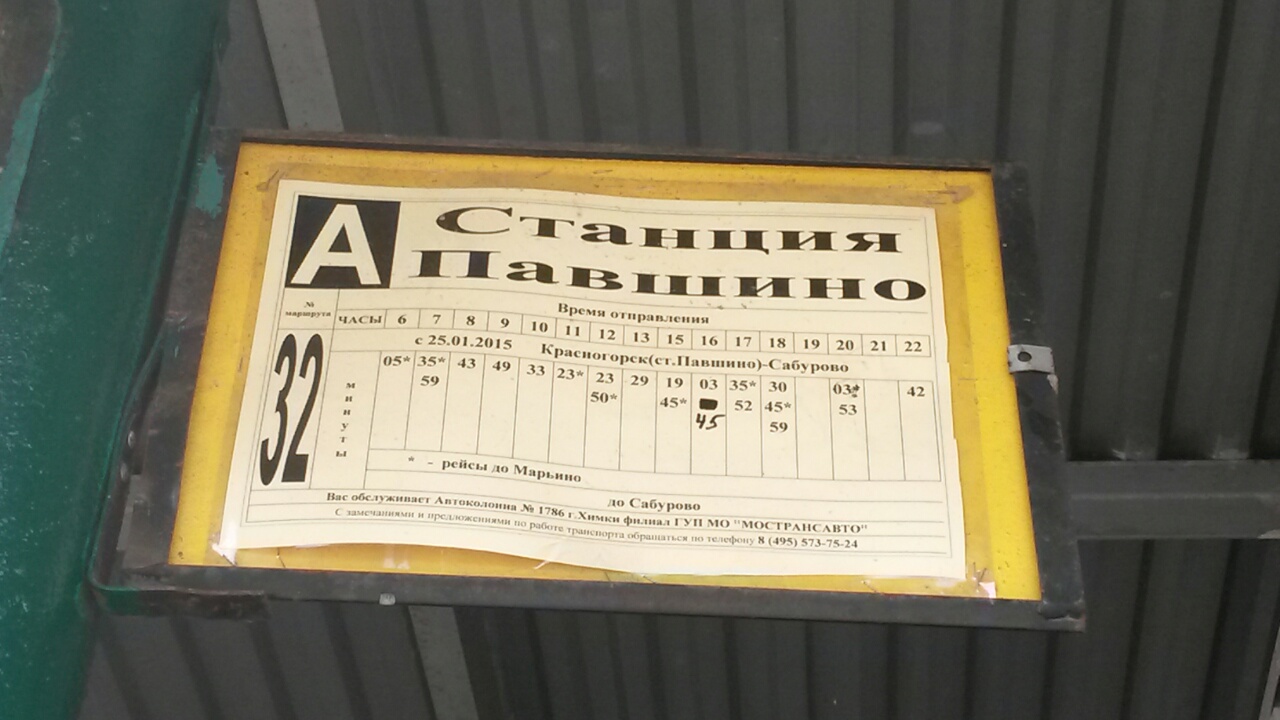 А Станция
Павшино
№ маршрута
Время отправления
ЧАСЫ 6 7 8 9 10 11 12 13 15 16 17 18 19 20 21 22
с 25.01.2015 Красногорск(ст.Павшино)-Сабурово
32
минуты
05* 35* 43 49 33 23* 23 29 19 03 35* 30 03* 42
59 50* 45* 45 52 45* 53
59
* - рейсы до Марьино
до Сабурово
Вас обслуживает Автоколонна № 1786 г.Химки филиал ГУП МО "МОСТРАНСАВТО"
С замечаниями и предложениями по работе транспорта обращаться по телефону 8 (495) 573-75-24